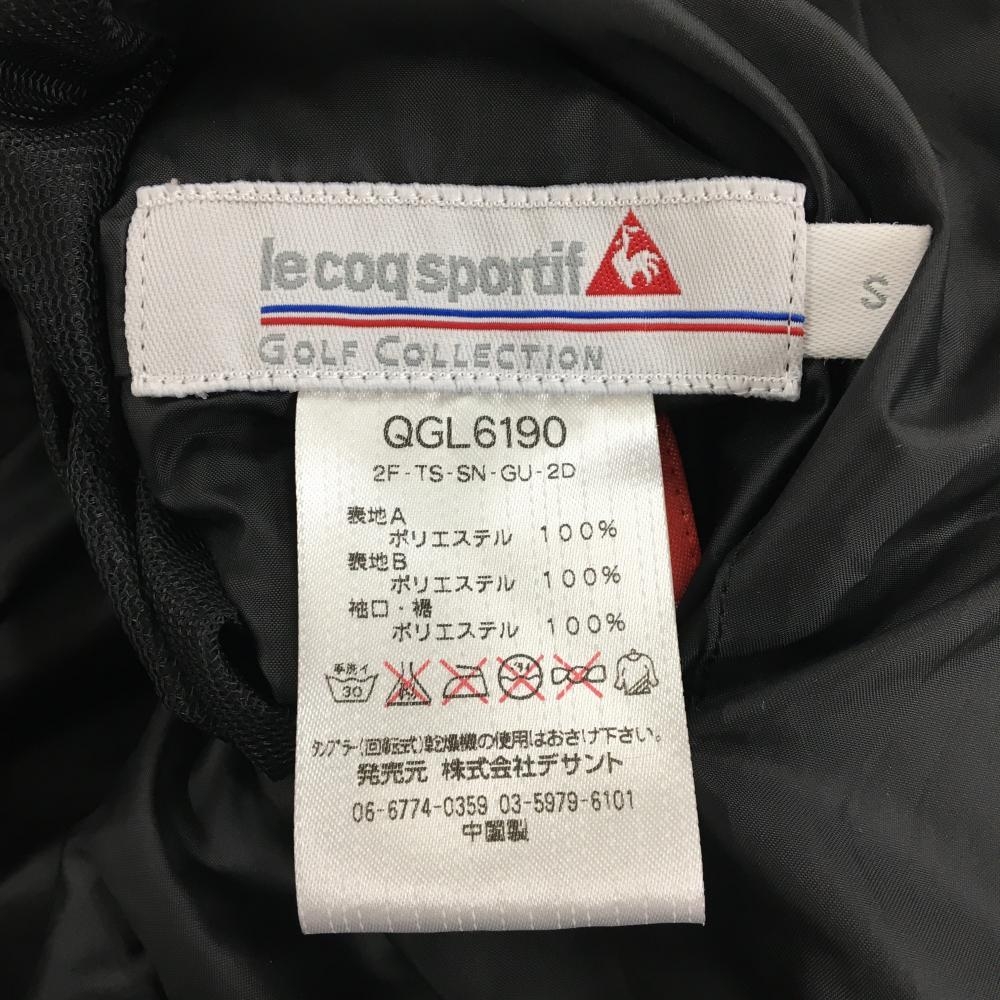 le coq sportif
GOLF COLLECTION
S
QGL6190
2F-TS-SN-GU-2D
表地A
ポリエステル 100%
表地B
ポリエステル 100%
袖口・裾
ポリエステル 100%
手洗イ
30
タンブラー(回転式)乾燥機の使用はおさけ下さい。
発売元 株式会社デサント
06-6774-0359 03-5979-6101
中国製